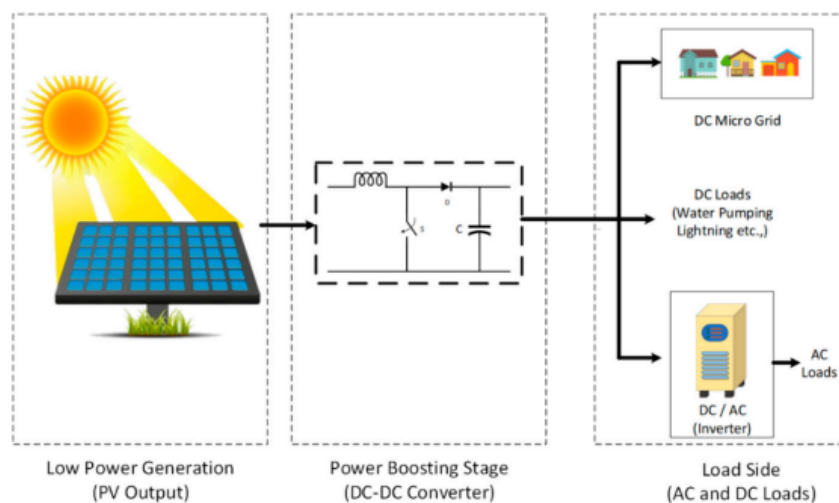 D
S
C
DC Micro Grid
DC Loads
(Water Pumping
Lightning etc.,)
DC / AC
(Inverter)
AC
Loads
Low Power Generation
(PV Output)
Power Boosting Stage
(DC-DC Converter)
Load Side
(AC and DC Loads)